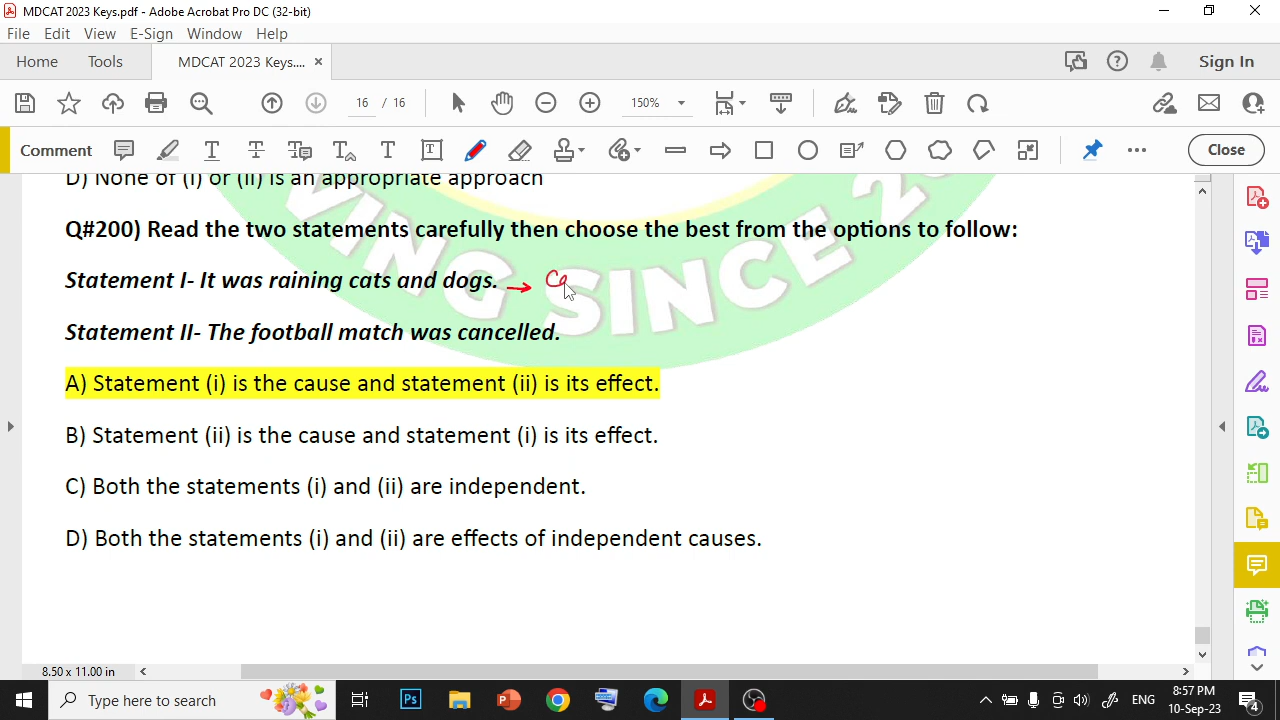 MDCAT 2023 Keys.pdf - Adobe Acrobat Pro DC (32-bit)
File Edit View E-Sign Window Help
Home Tools MDCAT 2023 Keys.... × Sign In
16 / 16 150%
Comment Close
D) None of (i) or (ii) is an appropriate approach
Q#200) Read the two statements carefully then choose the best from the options to follow:
Statement I- It was raining cats and dogs. → Ca
Statement II- The football match was cancelled.
A) Statement (i) is the cause and statement (ii) is its effect.
B) Statement (ii) is the cause and statement (i) is its effect.
C) Both the statements (i) and (ii) are independent.
D) Both the statements (i) and (ii) are effects of independent causes.
VING SINCE 2
8.50 x 11.00 in
Type here to search Ps ENG 8:57 PM
10-Sep-23 4